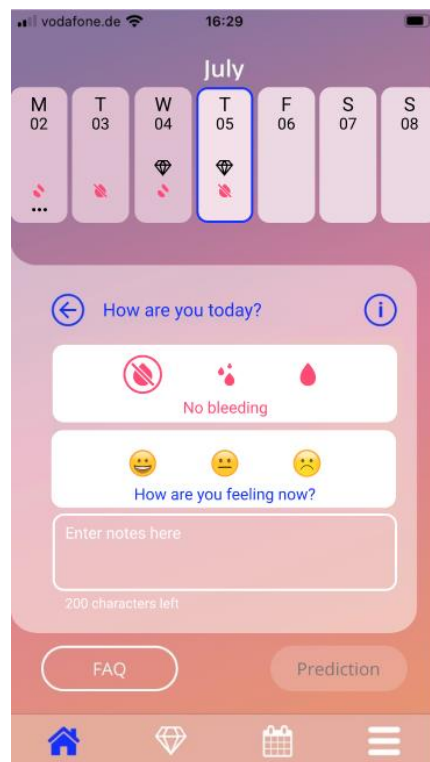 vodafone.de 16:29
July
M T W T F S S
02 03 04 05 06 07 08
How are you today?
i
No bleeding
How are you feeling now?
Enter notes here
200 characters left
FAQ Prediction